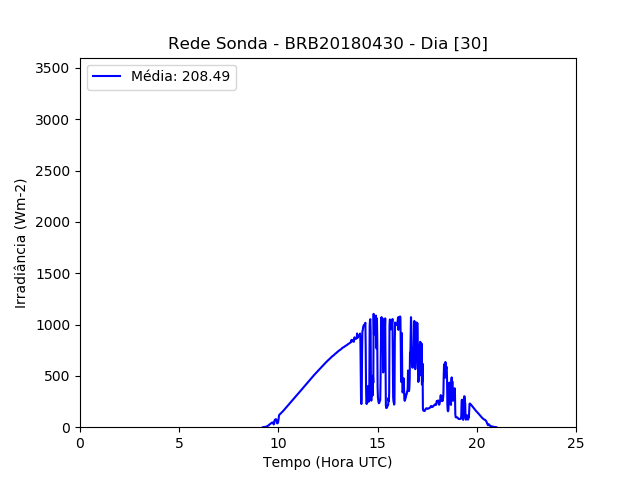 Rede Sonda - BRB20180430 - Dia [30]
Média: 208.49
3500
3000
2500
2000
1500
1000
500
0
Irradiância (Wm-2)
0 5 10 15 20 25
Tempo (Hora UTC)